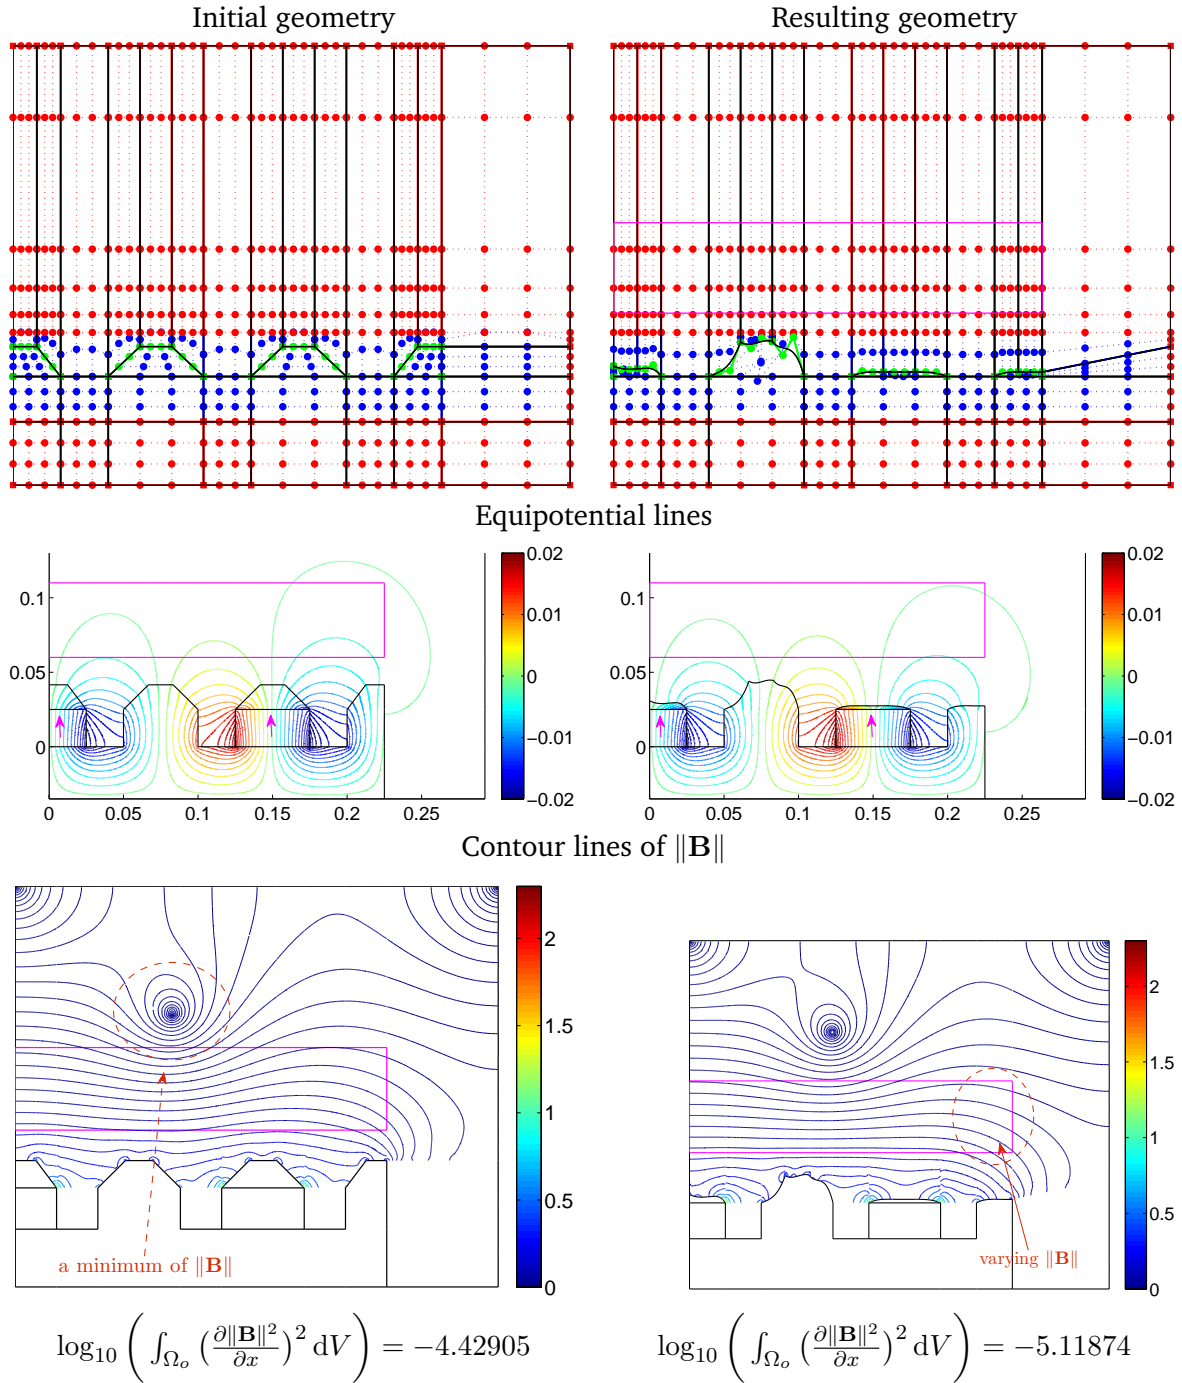 Initial geometry
Resulting geometry
Equipotential lines
0.1
0.05
0
0 0.05 0.1 0.15 0.2 0.25
0.02
0.01
0
−0.01
−0.02
0.1
0.05
0
0 0.05 0.1 0.15 0.2 0.25
0.02
0.01
0
−0.01
−0.02
Contour lines of ‖B‖
2
1.5
1
0.5
0
a minimum of ‖B‖
2
1.5
1
0.5
0
varying ‖B‖
log₁₀ ( ∫_{Ω_o} (∂‖B‖²/∂x)² dV ) = −4.42905
log₁₀ ( ∫_{Ω_o} (∂‖B‖²/∂x)² dV ) = −5.11874